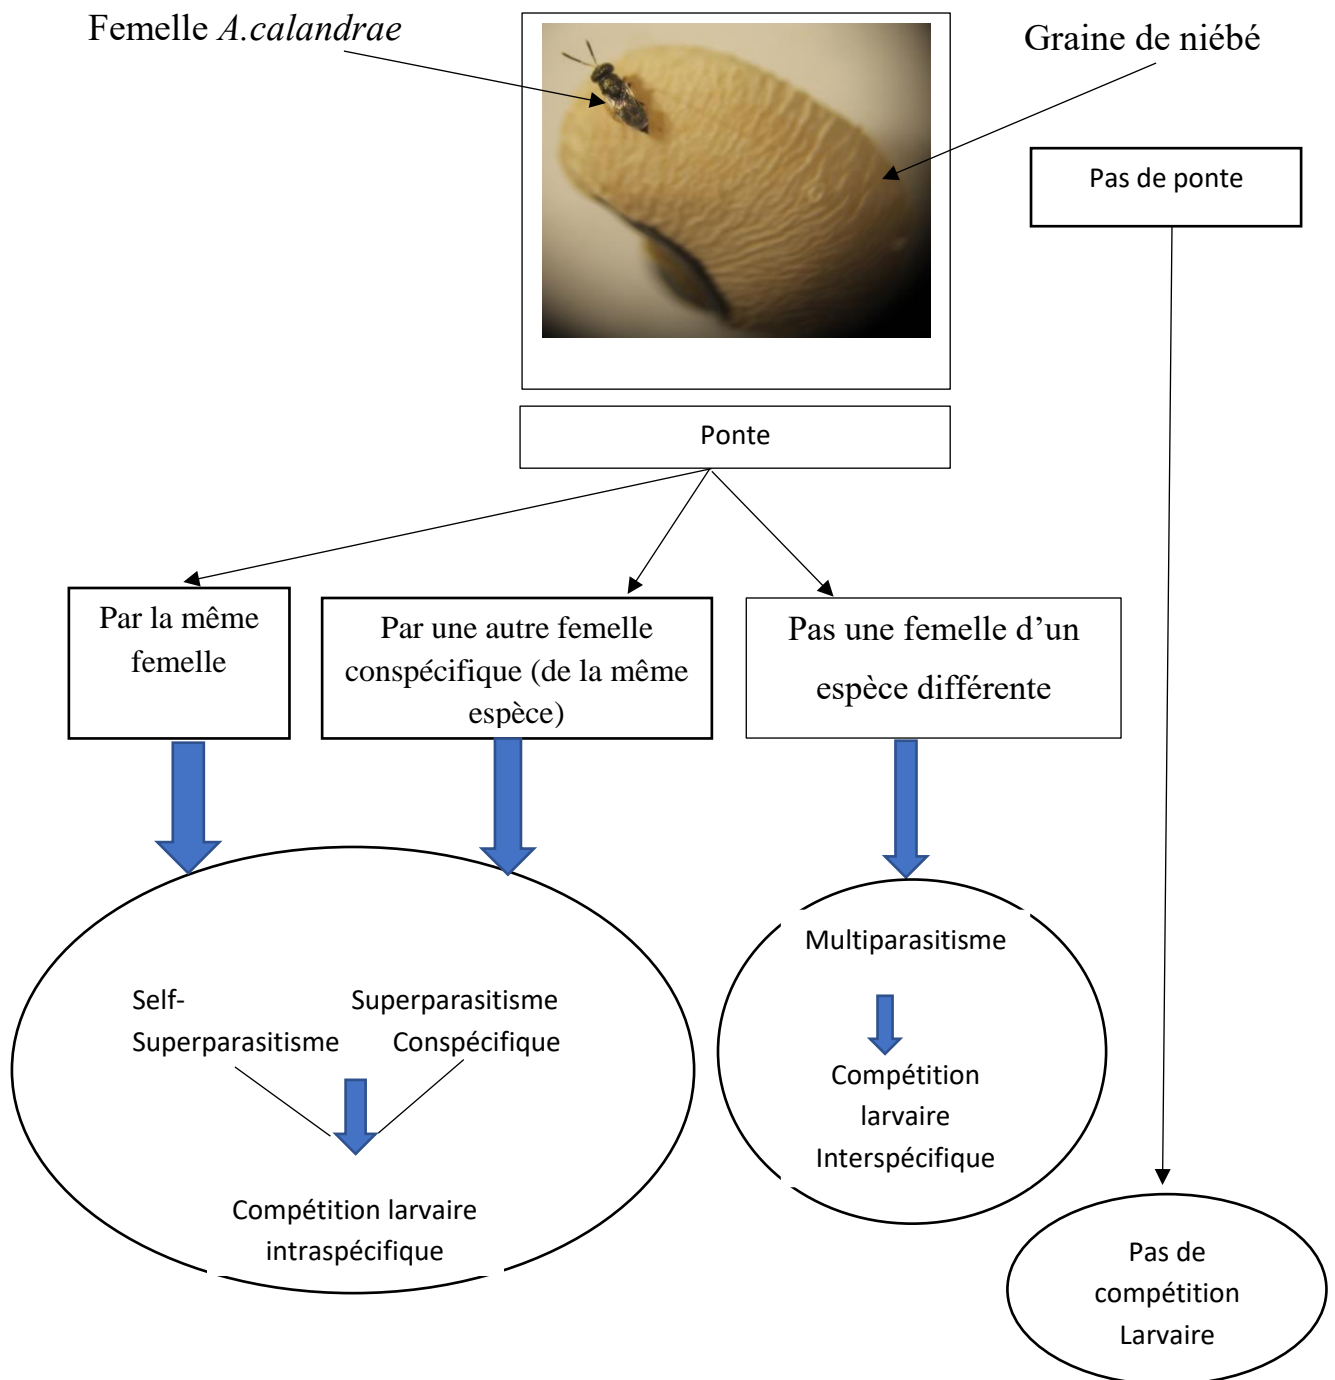 Femelle A.calandrae
Graine de niébé
Pas de ponte
Ponte
Par la même
femelle
Par une autre femelle
conspécifique (de la même
espèce)
Pas une femelle d’un
espèce différente
Self-
Superparasitisme
Superparasitisme
Conspécifique
Compétition larvaire
intraspécifique
Multiparasitisme
Compétition
larvaire
Interspécifique
Pas de
compétition
Larvaire